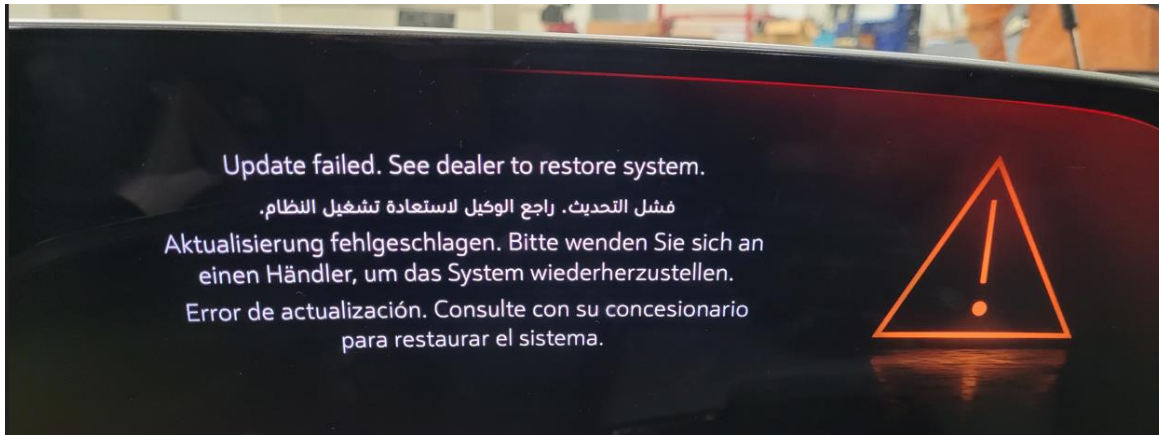 Update failed. See dealer to restore system.
فشل التحديث. راجع الوكيل لاستعادة تشغيل النظام.
Aktualisierung fehlgeschlagen. Bitte wenden Sie sich an
einen Händler, um das System wiederherzustellen.
Error de actualización. Consulte con su concesionario
para restaurar el sistema.